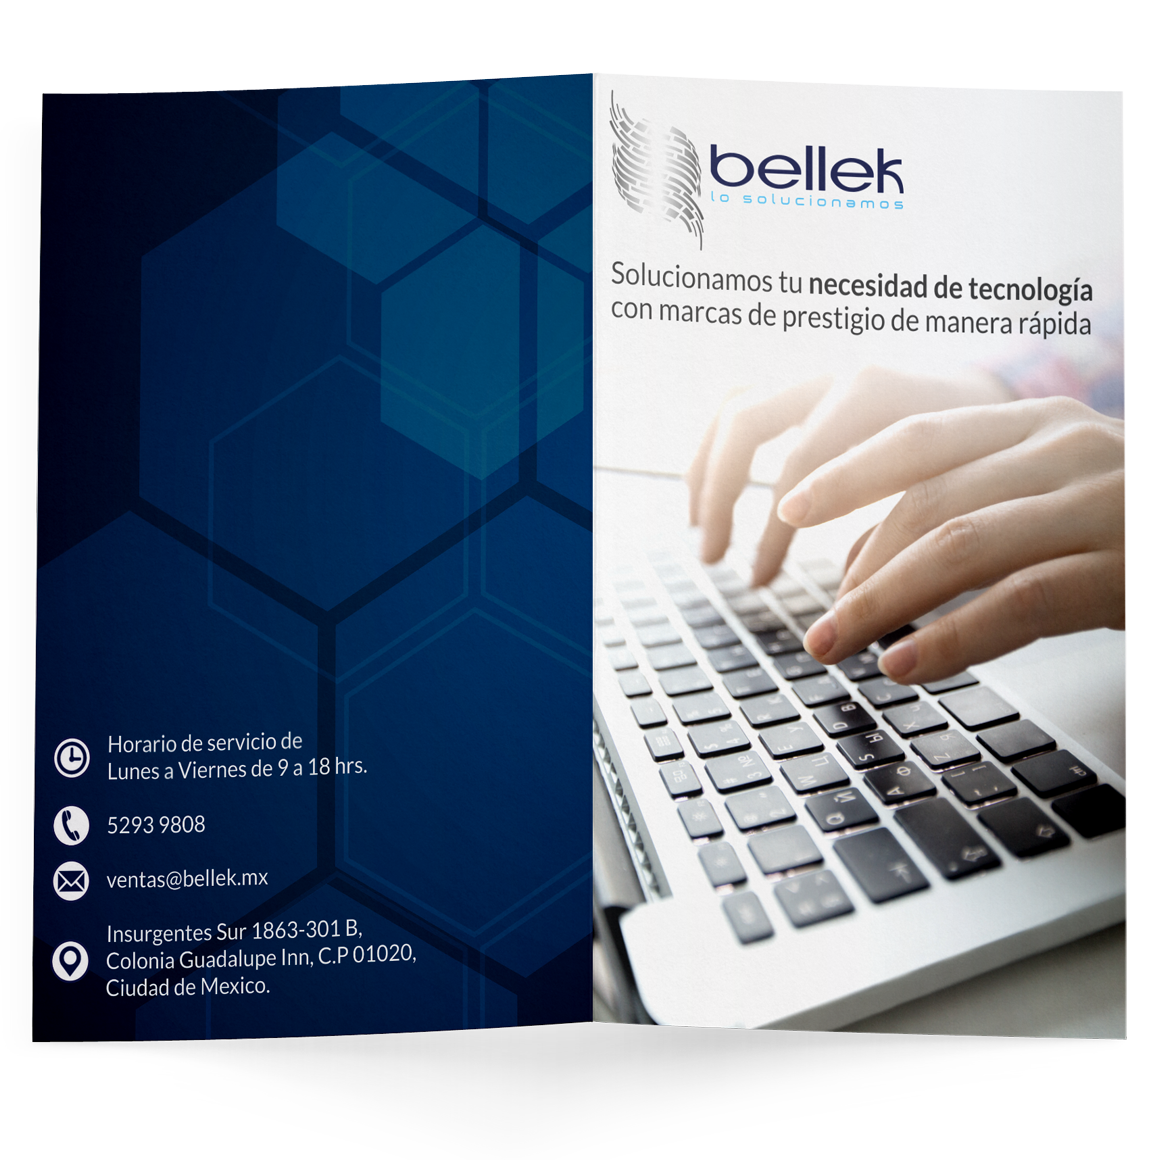 Horario de servicio de
Lunes a Viernes de 9 a 18 hrs.
5293 9808
ventas@bellek.mx
Insurgentes Sur 1863-301 B,
Colonia Guadalupe Inn, C.P 01020,
Ciudad de Mexico.
bellek
lo solucionamos
Solucionamos tu necesidad de tecnología
con marcas de prestigio de manera rápida